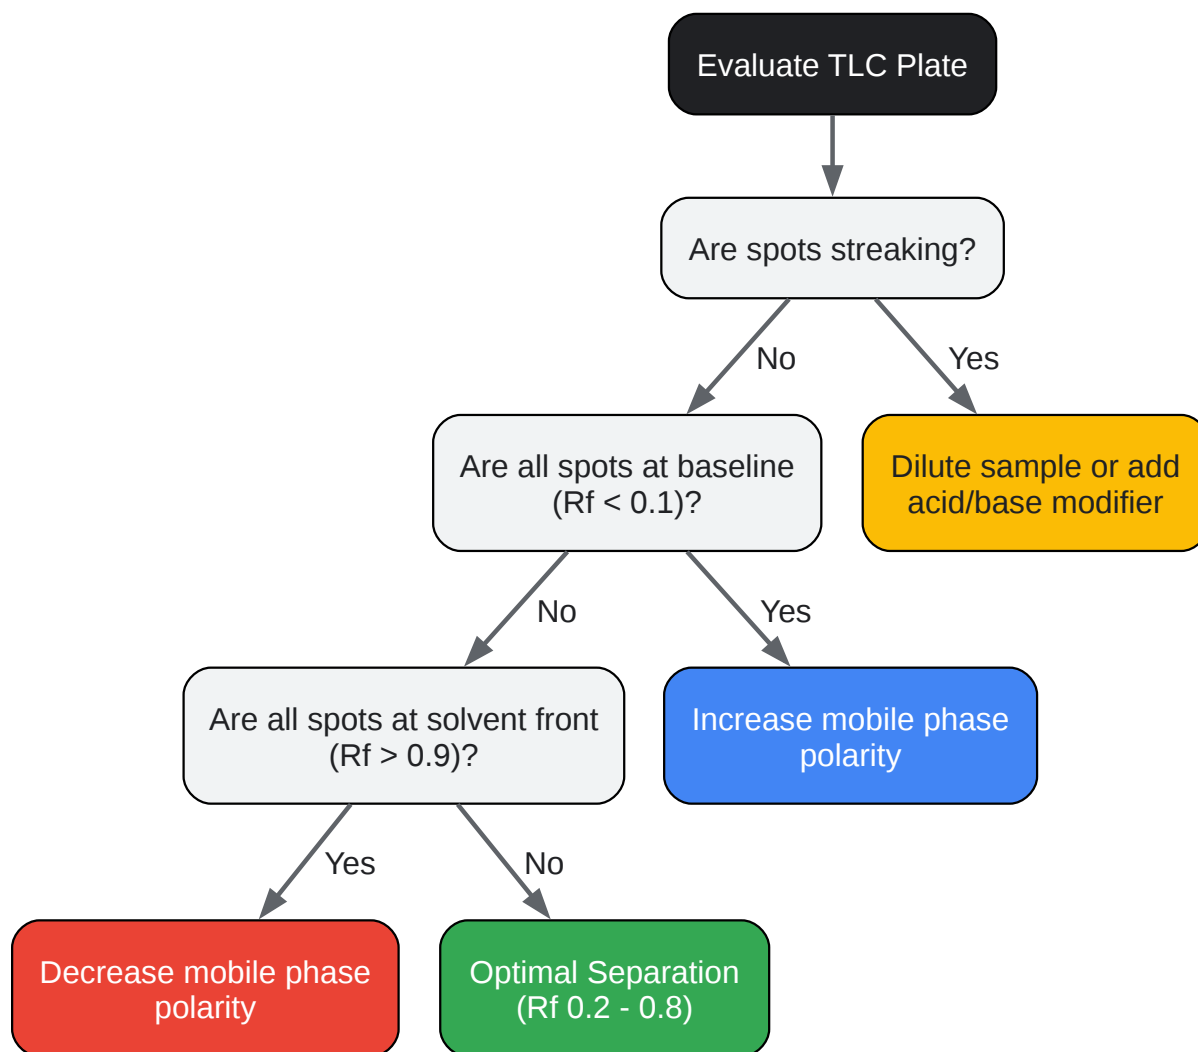 Evaluate TLC Plate
Are spots streaking?
No
Yes
Are all spots at baseline
(Rf < 0.1)?
Dilute sample or add
acid/base modifier
No
Yes
Are all spots at solvent front
(Rf > 0.9)?
Increase mobile phase
polarity
Yes
No
Decrease mobile phase
polarity
Optimal Separation
(Rf 0.2 - 0.8)